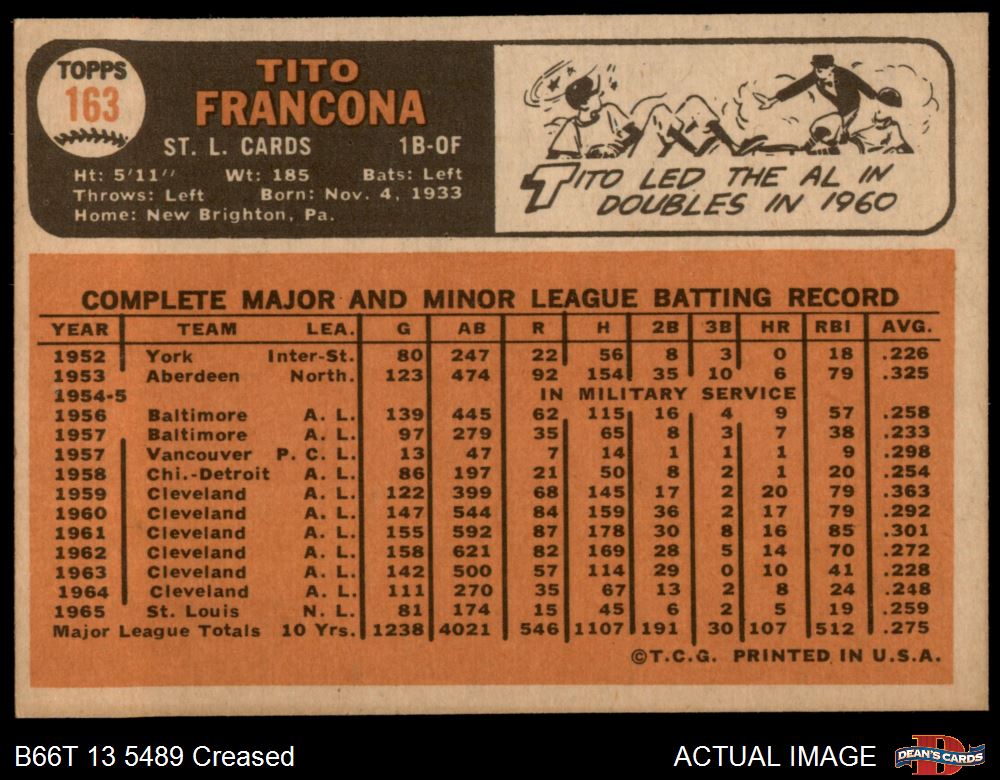 TOPPS
163
TITO
FRANCONA
ST. L. CARDS 1B-OF
Ht: 5'11" Wt: 185 Bats: Left
Throws: Left Born: Nov. 4, 1933
Home: New Brighton, Pa.
TITO LED THE AL IN
DOUBLES IN 1960
COMPLETE MAJOR AND MINOR LEAGUE BATTING RECORD
YEAR TEAM LEA. G AB R H 2B 3B HR RBI AVG.
1952 York Inter-St. 80 247 22 56 8 3 0 18 .226
1953 Aberdeen North. 123 474 92 154 35 10 6 79 .325
1954-5 IN MILITARY SERVICE
1956 Baltimore A. L. 139 445 62 115 16 4 9 57 .258
1957 Baltimore A. L. 97 279 35 65 8 3 7 38 .233
1957 Vancouver P. C. L. 13 47 7 14 1 1 1 9 .298
1958 Chi.-Detroit A. L. 86 197 21 50 8 2 1 20 .254
1959 Cleveland A. L. 122 399 68 145 17 2 20 79 .363
1960 Cleveland A. L. 147 544 84 159 36 2 17 79 .292
1961 Cleveland A. L. 155 592 87 178 30 8 16 85 .301
1962 Cleveland A. L. 158 621 82 169 28 5 14 70 .272
1963 Cleveland A. L. 142 500 57 114 29 0 10 41 .228
1964 Cleveland A. L. 111 270 35 67 13 2 8 24 .248
1965 St. Louis N. L. 81 174 15 45 6 2 5 19 .259
Major League Totals 10 Yrs. 1238 4021 546 1107 191 30 107 512 .275
©T.C.G. PRINTED IN U.S.A.
B66T 13 5489 Creased
ACTUAL IMAGE
DEAN'S CARDS